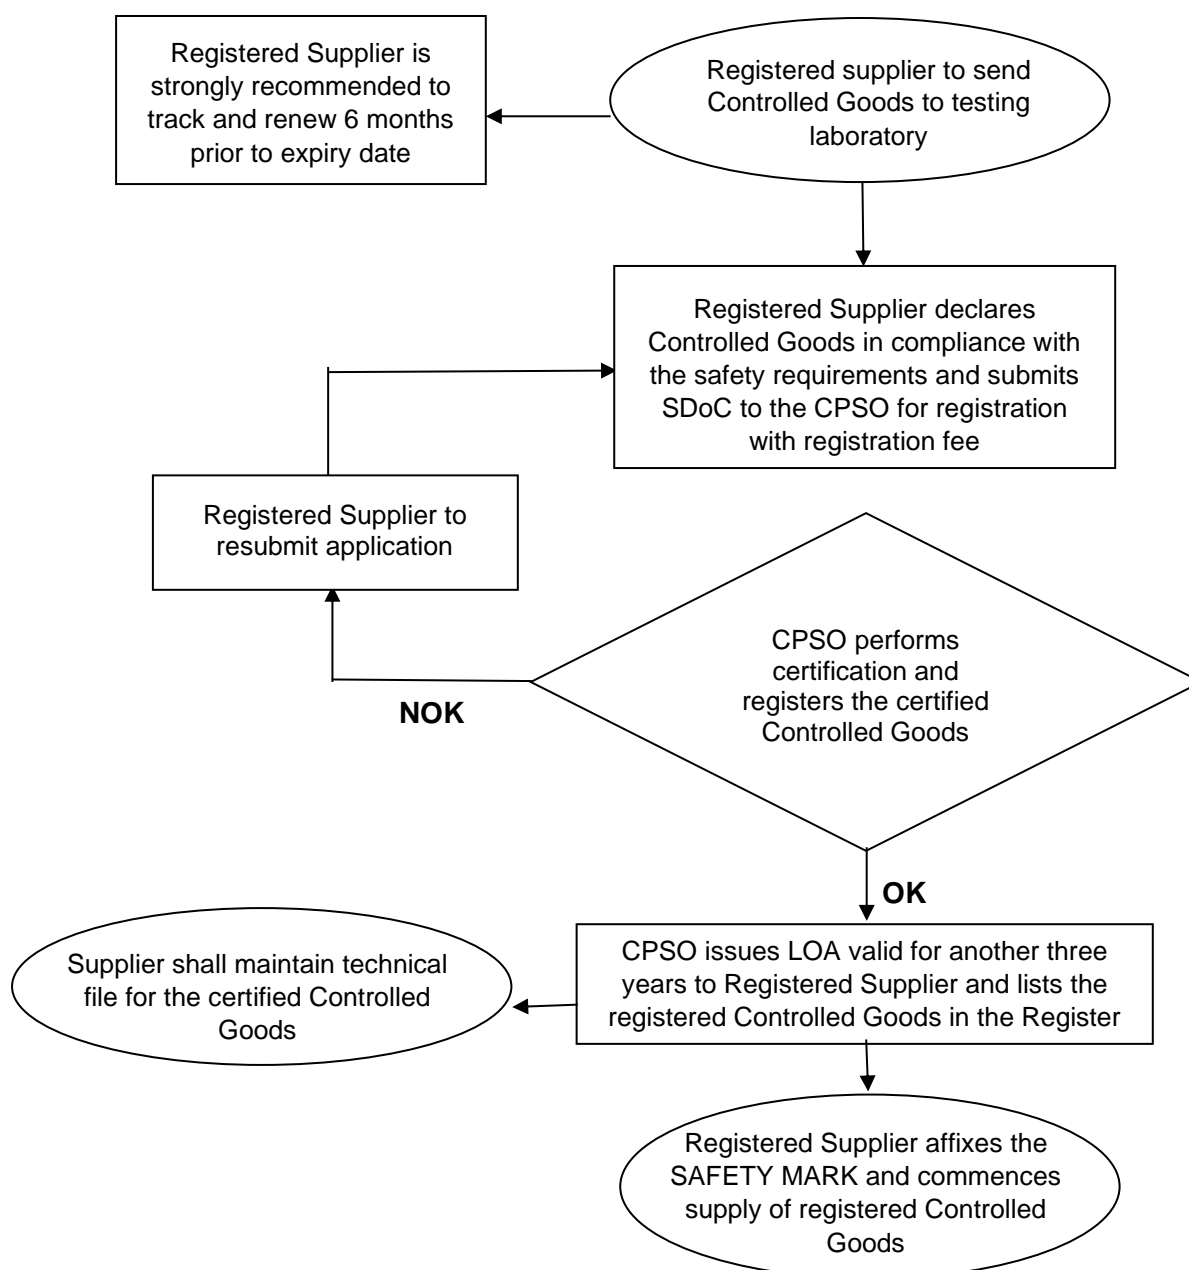 Registered Supplier is
strongly recommended to
track and renew 6 months
prior to expiry date
Registered supplier to send
Controlled Goods to testing
laboratory
Registered Supplier declares
Controlled Goods in compliance with
the safety requirements and submits
SDoC to the CPSO for registration
with registration fee
Registered Supplier to
resubmit application
CPSO performs
certification and
registers the certified
Controlled Goods
NOK
OK
Supplier shall maintain technical
file for the certified Controlled
Goods
CPSO issues LOA valid for another three
years to Registered Supplier and lists the
registered Controlled Goods in the Register
Registered Supplier affixes the
SAFETY MARK and commences
supply of registered Controlled
Goods